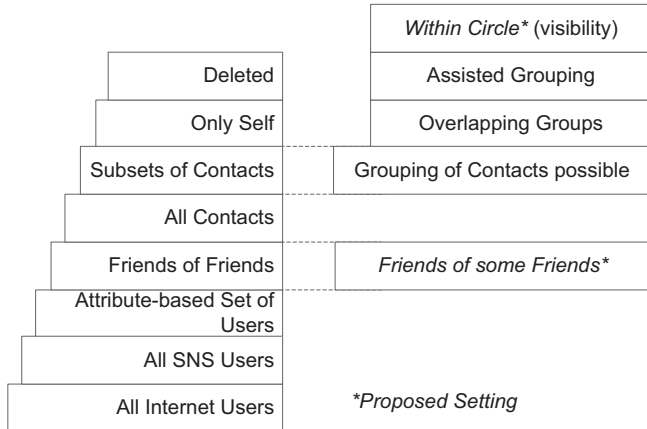 Within Circle* (visibility)
Deleted
Assisted Grouping
Only Self
Overlapping Groups
Subsets of Contacts
Grouping of Contacts possible
All Contacts
Friends of Friends
Friends of some Friends*
Attribute-based Set of
Users
All SNS Users
All Internet Users
*Proposed Setting